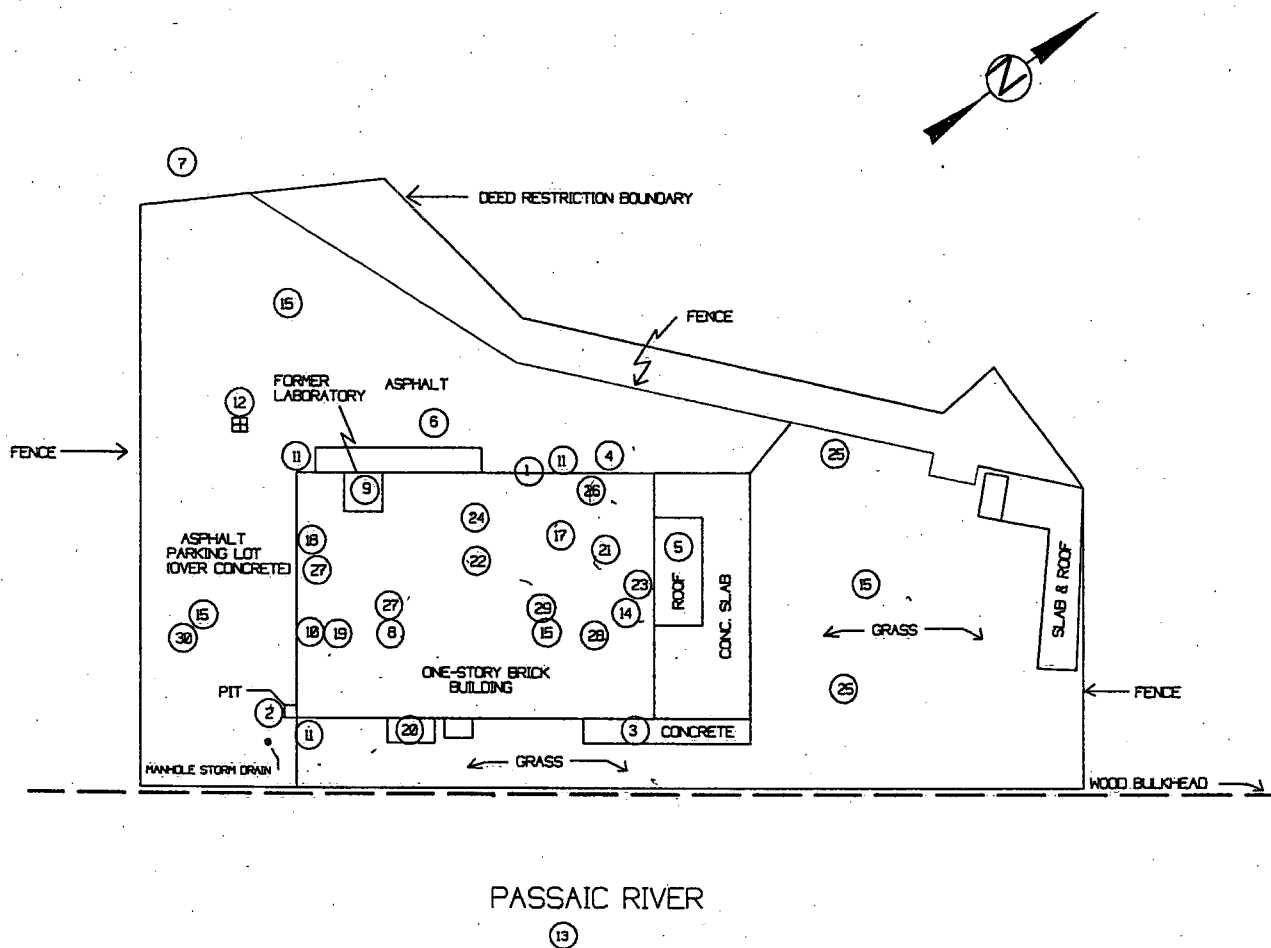 N
7
DEED RESTRICTION BOUNDARY
15
FENCE
FORMER
LABORATORY
ASPHALT
12
6
FENCE
11
1
11
4
25
9
26
24
17
18
21
5
ASPHALT
PARKING LOT
(OVER CONCRETE)
22
27
23
ROOF
CONC. SLAB
15
SLAB & ROOF
27
29
14
15
30
10
19
8
15
28
GRASS
ONE-STORY BRICK
BUILDING
PIT
25
FENCE
2
11
20
3
CONCRETE
MANHOLE STORM DRAIN
GRASS
WOOD BULKHEAD
PASSAIC RIVER
13